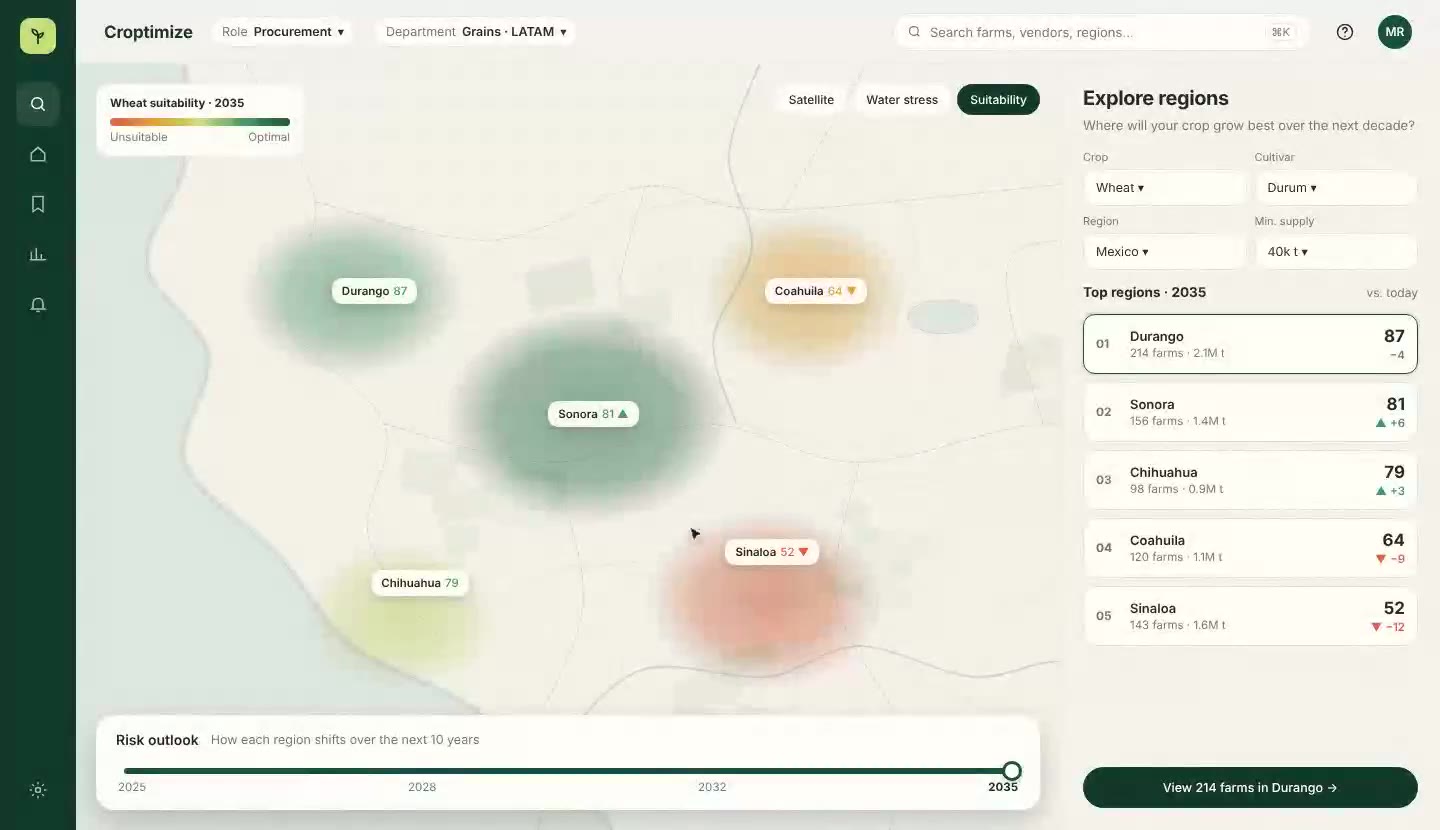 Croptimize
Role Procurement ▾
Department Grains · LATAM ▾
Search farms, vendors, regions...
⌘K
MR
Wheat suitability · 2035
Unsuitable
Optimal
Satellite
Water stress
Suitability
Durango 87
Coahuila 64 ▼
Sonora 81 ▲
Sinaloa 52 ▼
Chihuahua 79
Risk outlook
How each region shifts over the next 10 years
2025
2028
2032
2035
Explore regions
Where will your crop grow best over the next decade?
Crop
Cultivar
Wheat ▾
Durum ▾
Region
Min. supply
Mexico ▾
40k t ▾
Top regions · 2035
vs. today
01
Durango
214 farms · 2.1M t
87
−4
02
Sonora
156 farms · 1.4M t
81
▲ +6
03
Chihuahua
98 farms · 0.9M t
79
▲ +3
04
Coahuila
120 farms · 1.1M t
64
▼ −9
05
Sinaloa
143 farms · 1.6M t
52
▼ −12
View 214 farms in Durango →